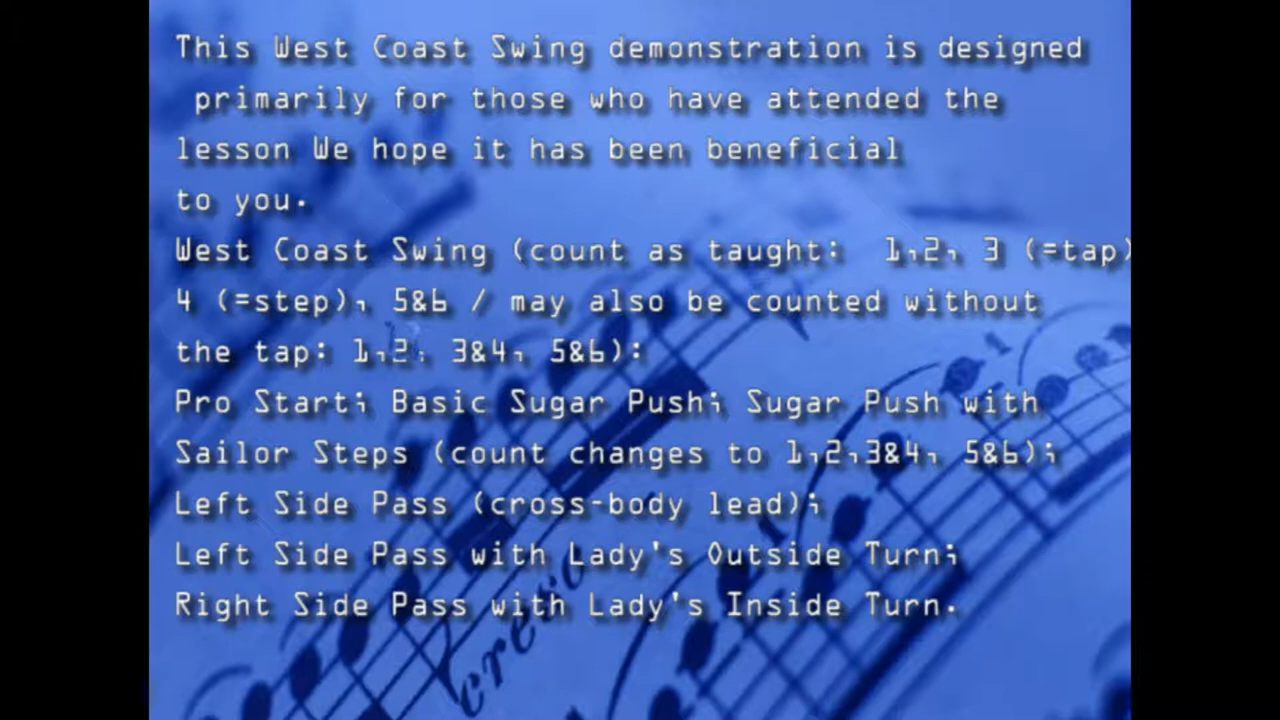 This West Coast Swing demonstration is designed
primarily for those who have attended the
lesson We hope it has been beneficial
to you.
West Coast Swing (count as taught: 1,2, 3 (=tap)
4 (=step), 5&6 / may also be counted without
the tap: 1,2, 3&4, 5&6):
Pro Start; Basic Sugar Push; Sugar Push with
Sailor Steps (count changes to 1,2,3&4, 5&6);
Left Side Pass (cross-body lead);
Left Side Pass with Lady's Outside Turn;
Right Side Pass with Lady's Inside Turn.
cresc